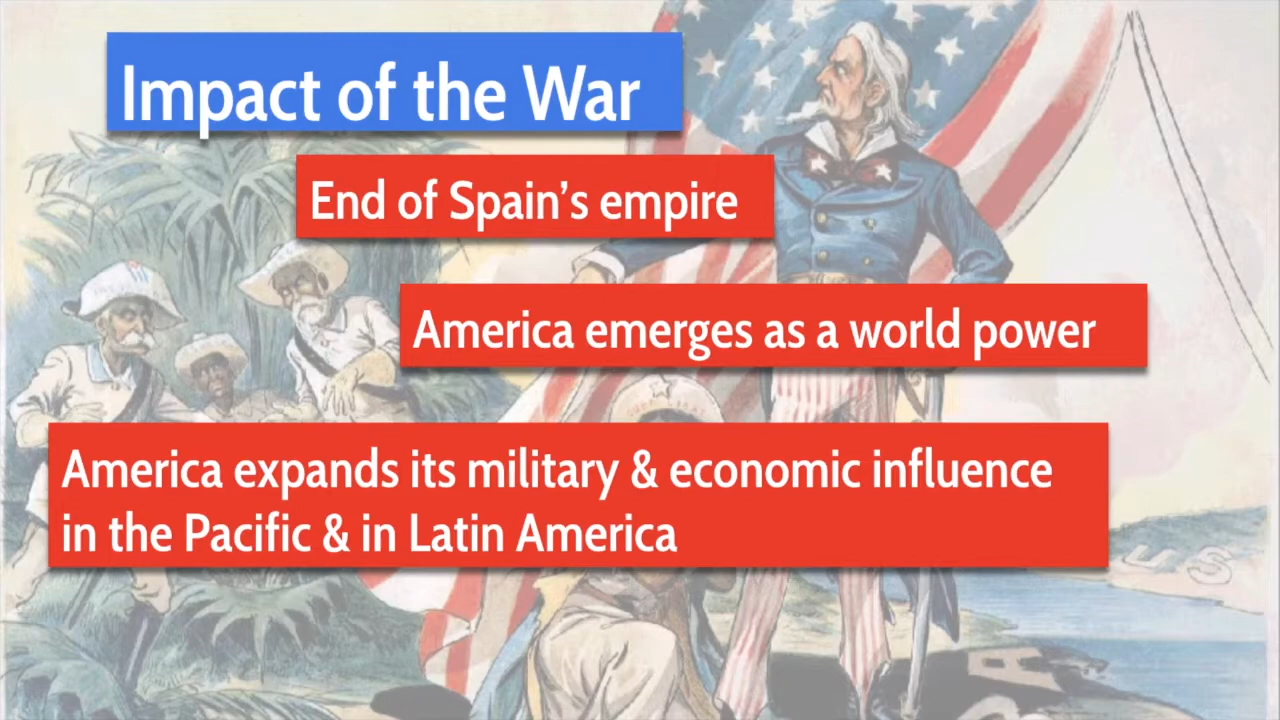 Impact of the War
End of Spain's empire
America emerges as a world power
America expands its military & economic influence
in the Pacific & in Latin America
U S